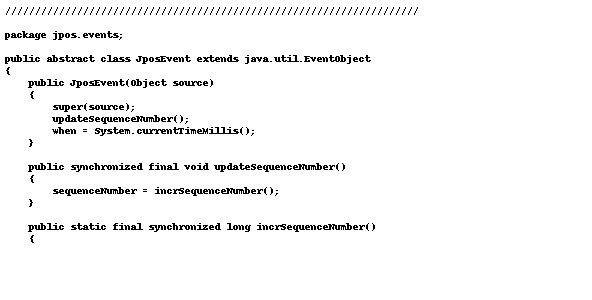 /////////////////////////////////////////////////////////////////////
package jpos.events;
public abstract class JposEvent extends java.util.EventObject
{
public JposEvent(Object source)
{
super(source);
updateSequenceNumber();
when = System.currentTimeMillis();
}
public synchronized final void updateSequenceNumber()
{
sequenceNumber = incrSequenceNumber();
}
public static final synchronized long incrSequenceNumber()
{